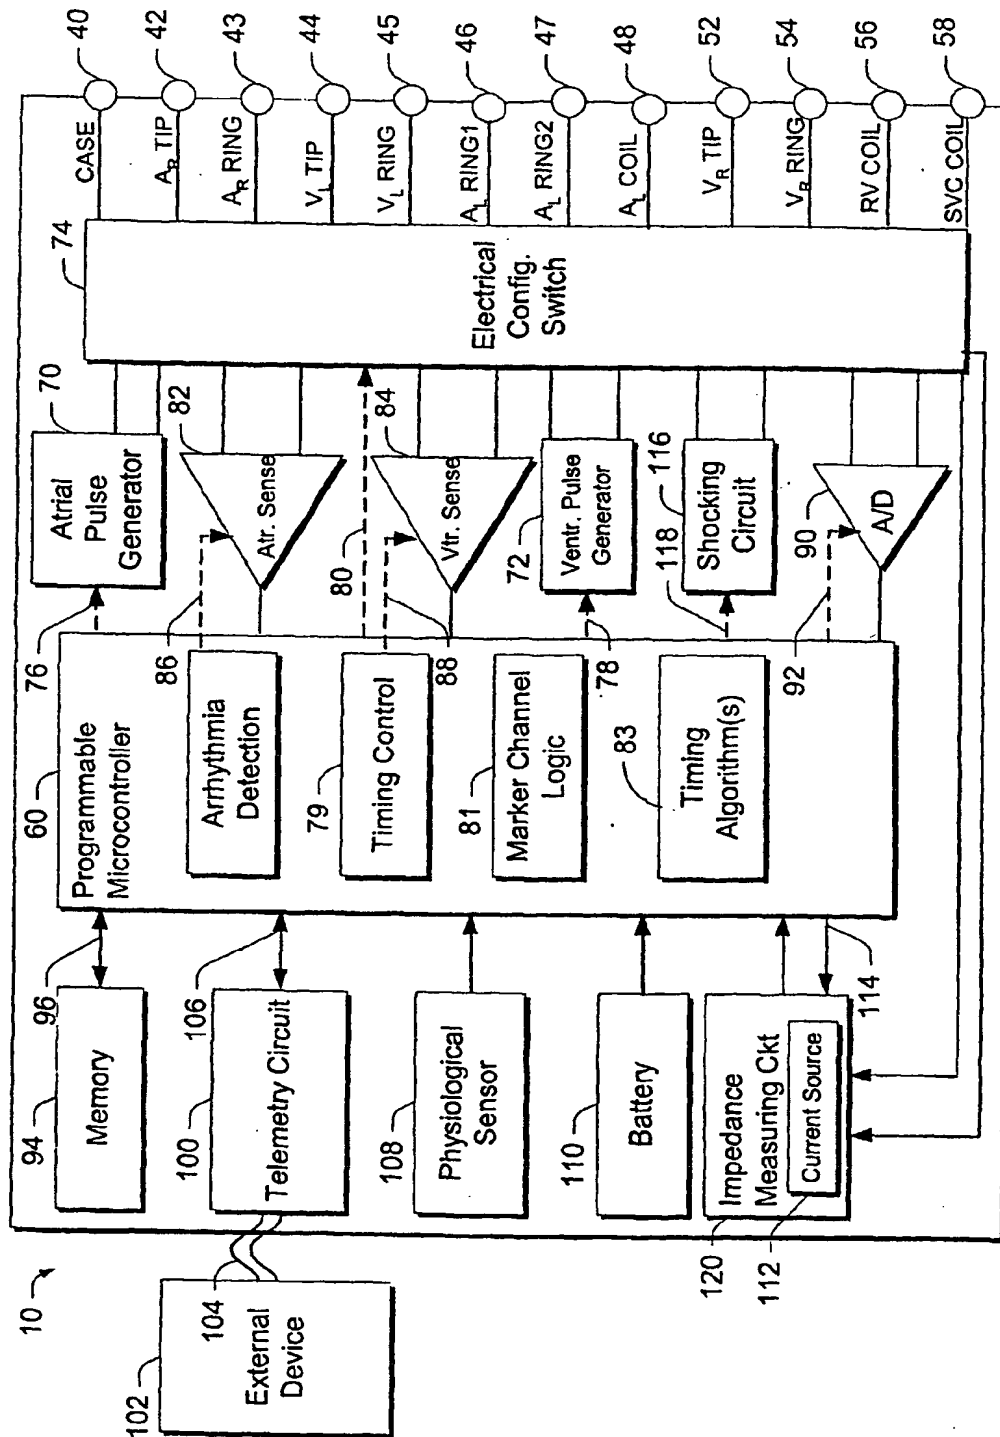 40
42
43
44
45
46
47
48
52
54
56
58
CASE
A_R TIP
A_R RING
V_L TIP
V_L RING
A_L RING1
A_L RING2
A_L COIL
V_R TIP
V_R RING
RV COIL
SVC COIL
74
Electrical
Config.
Switch
70
Atrial
Pulse
Generator
82
Atr. Sense
80
84
Vtr. Sense
72
Ventr. Pulse
Generator
116
118
Shocking
Circuit
90
A/D
76
86
88
78
92
60
Programmable
Microcontroller
Arrhythmia
Detection
79
Timing Control
81
Marker Channel
Logic
83
Timing
Algorithm(s)
96
106
114
94
Memory
100
Telemetry Circuit
108
Physiological
Sensor
110
Battery
120
Impedance
Measuring Ckt
112
Current Source
10
102
104
External
Device